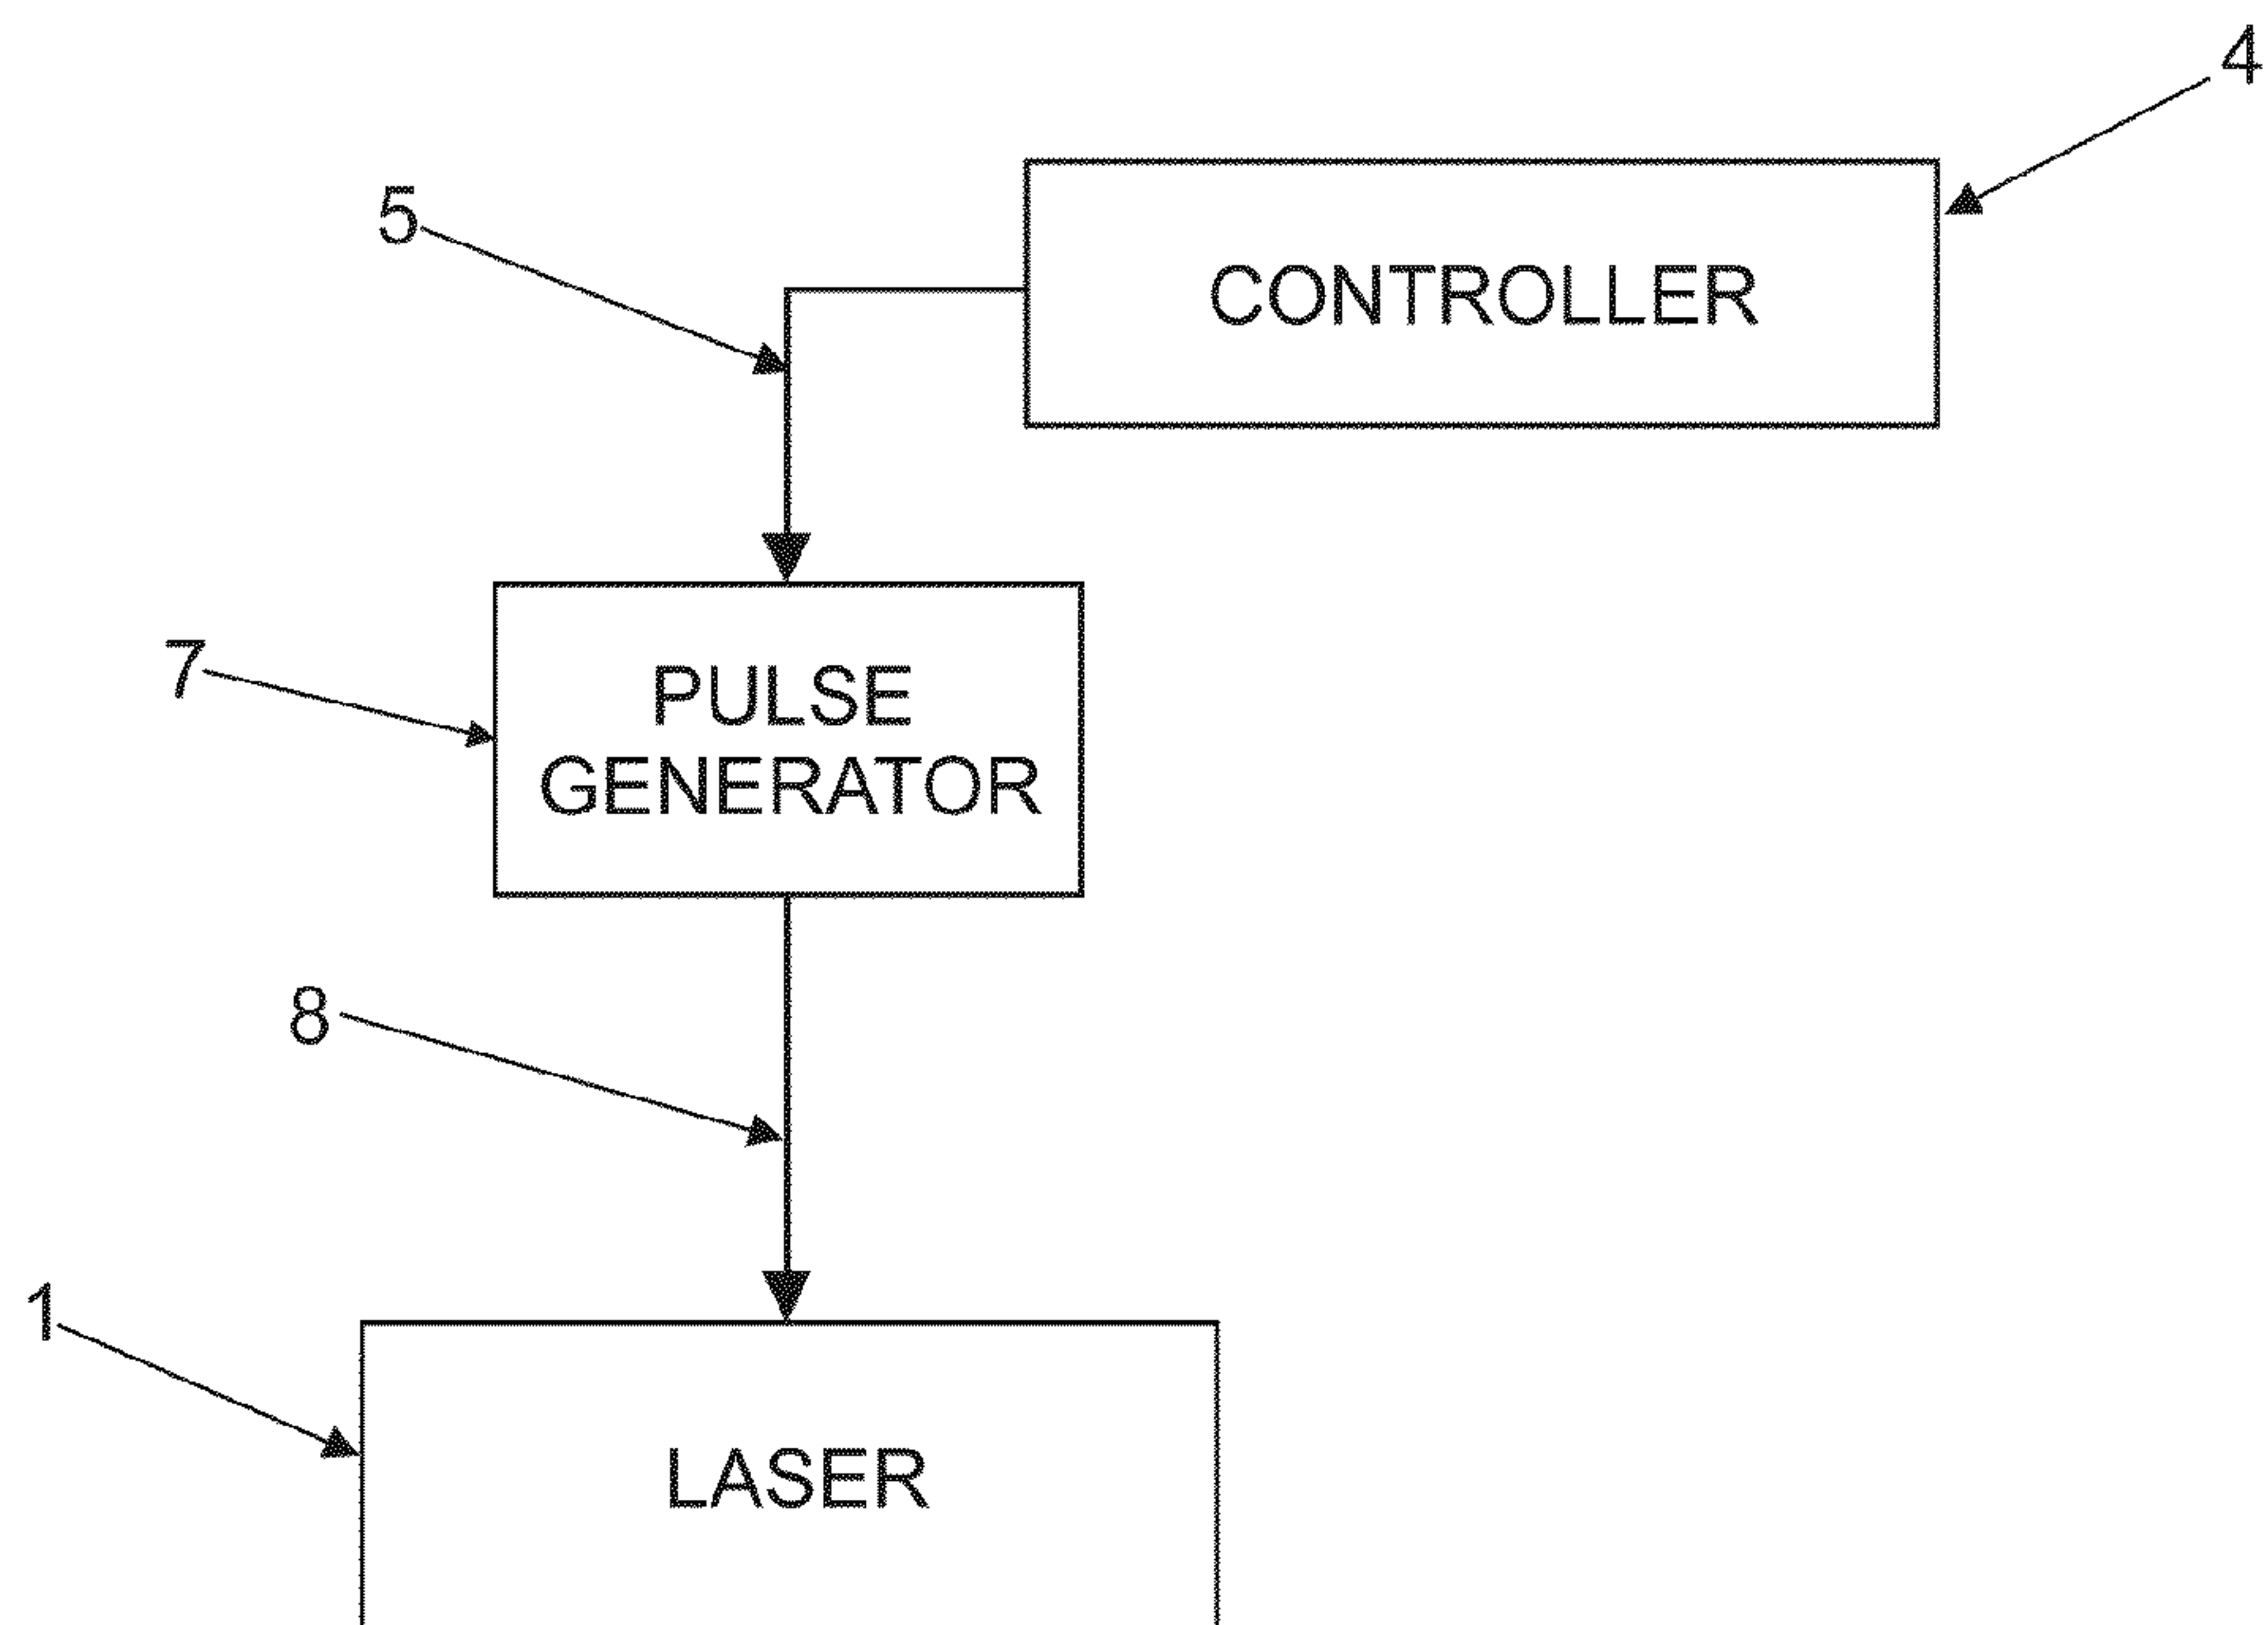 4
5
CONTROLLER
7
PULSE
GENERATOR
8
1
LASER